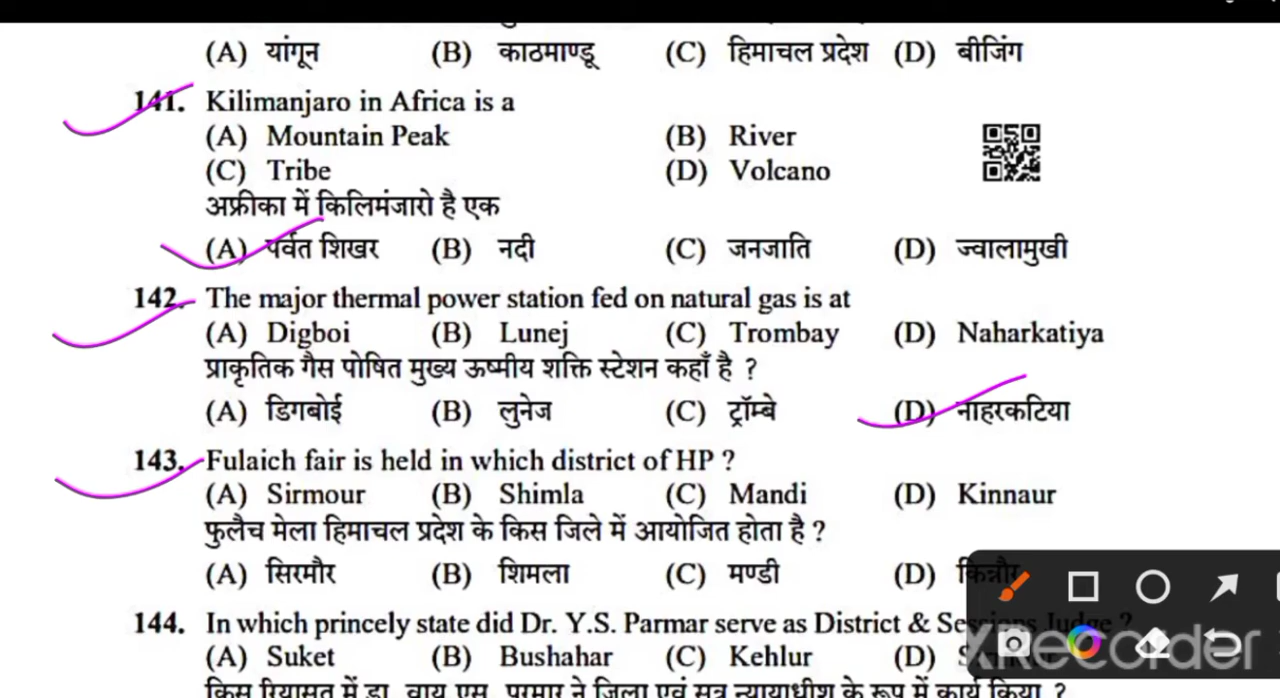 (A) यांगून (B) काठमाण्डू (C) हिमाचल प्रदेश (D) बीजिंग
141. Kilimanjaro in Africa is a
(A) Mountain Peak (B) River
(C) Tribe (D) Volcano
अफ्रीका में किलिमंजारो है एक
(A) पर्वत शिखर (B) नदी (C) जनजाति (D) ज्वालामुखी
142. The major thermal power station fed on natural gas is at
(A) Digboi (B) Lunej (C) Trombay (D) Naharkatiya
प्राकृतिक गैस पोषित मुख्य ऊष्मीय शक्ति स्टेशन कहाँ है ?
(A) डिगबोई (B) लुनेज (C) ट्रॉम्बे (D) नाहरकटिया
143. Fulaich fair is held in which district of HP ?
(A) Sirmour (B) Shimla (C) Mandi (D) Kinnaur
फुलैच मेला हिमाचल प्रदेश के किस जिले में आयोजित होता है ?
(A) सिरमौर (B) शिमला (C) मण्डी (D) किन्नौर
144. In which princely state did Dr. Y.S. Parmar serve as District & Sessions Judge ?
(A) Suket (B) Bushahar (C) Kehlur (D)
XRecorder
किस रियासत में डा. वाय एस. परमार ने जिला एवं सत्र न्यायाधीश के रूप में कार्य किया ?